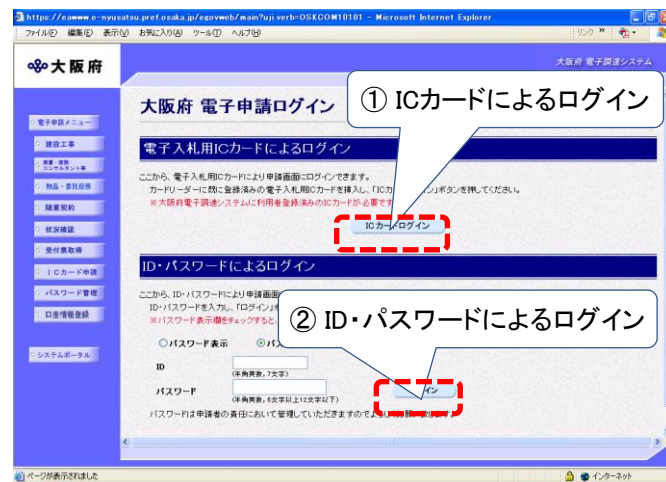 https://eawww.e-nyusatsu.pref.osaka.jp/egovweb/main?uji.verb=OSKCOM10101 - Microsoft Internet Explorer
ファイル(F) 編集(E) 表示(V) お気に入り(A) ツール(T) ヘルプ(H)
リンク
大阪府
大阪府 電子調達システム
大阪府 電子申請ログイン
① ICカードによるログイン
電子申請メニュー
建設工事
測量・建設
コンサルタント等
物品・委託役務
随意契約
状況確認
受付票取得
ICカード申請
パスワード管理
口座情報登録
システムポータル
電子入札用ICカードによるログイン
ここから、電子入札用ICカードにより申請画面にログインできます。
カードリーダーに既に登録済みの電子入札用ICカードを挿入し、「ICカ ン」ボタンを押してください。
※大阪府電子調達システムに利用者登録済みのICカードが必要です
ICカードログイン
ID・パスワードによるログイン
ここから、ID・パスワードにより申請画面
ID・パスワードを入力し、「ログイン」ボ
※パスワード表示欄をチェックすると、
② ID・パスワードによるログイン
パスワード表示 パス
ID
(半角英数,7文字)
パスワード
(半角英数,6文字以上12文字以下)
イン
パスワードは申請者の責任において管理していただきますのでよろし
ページが表示されました
インターネット